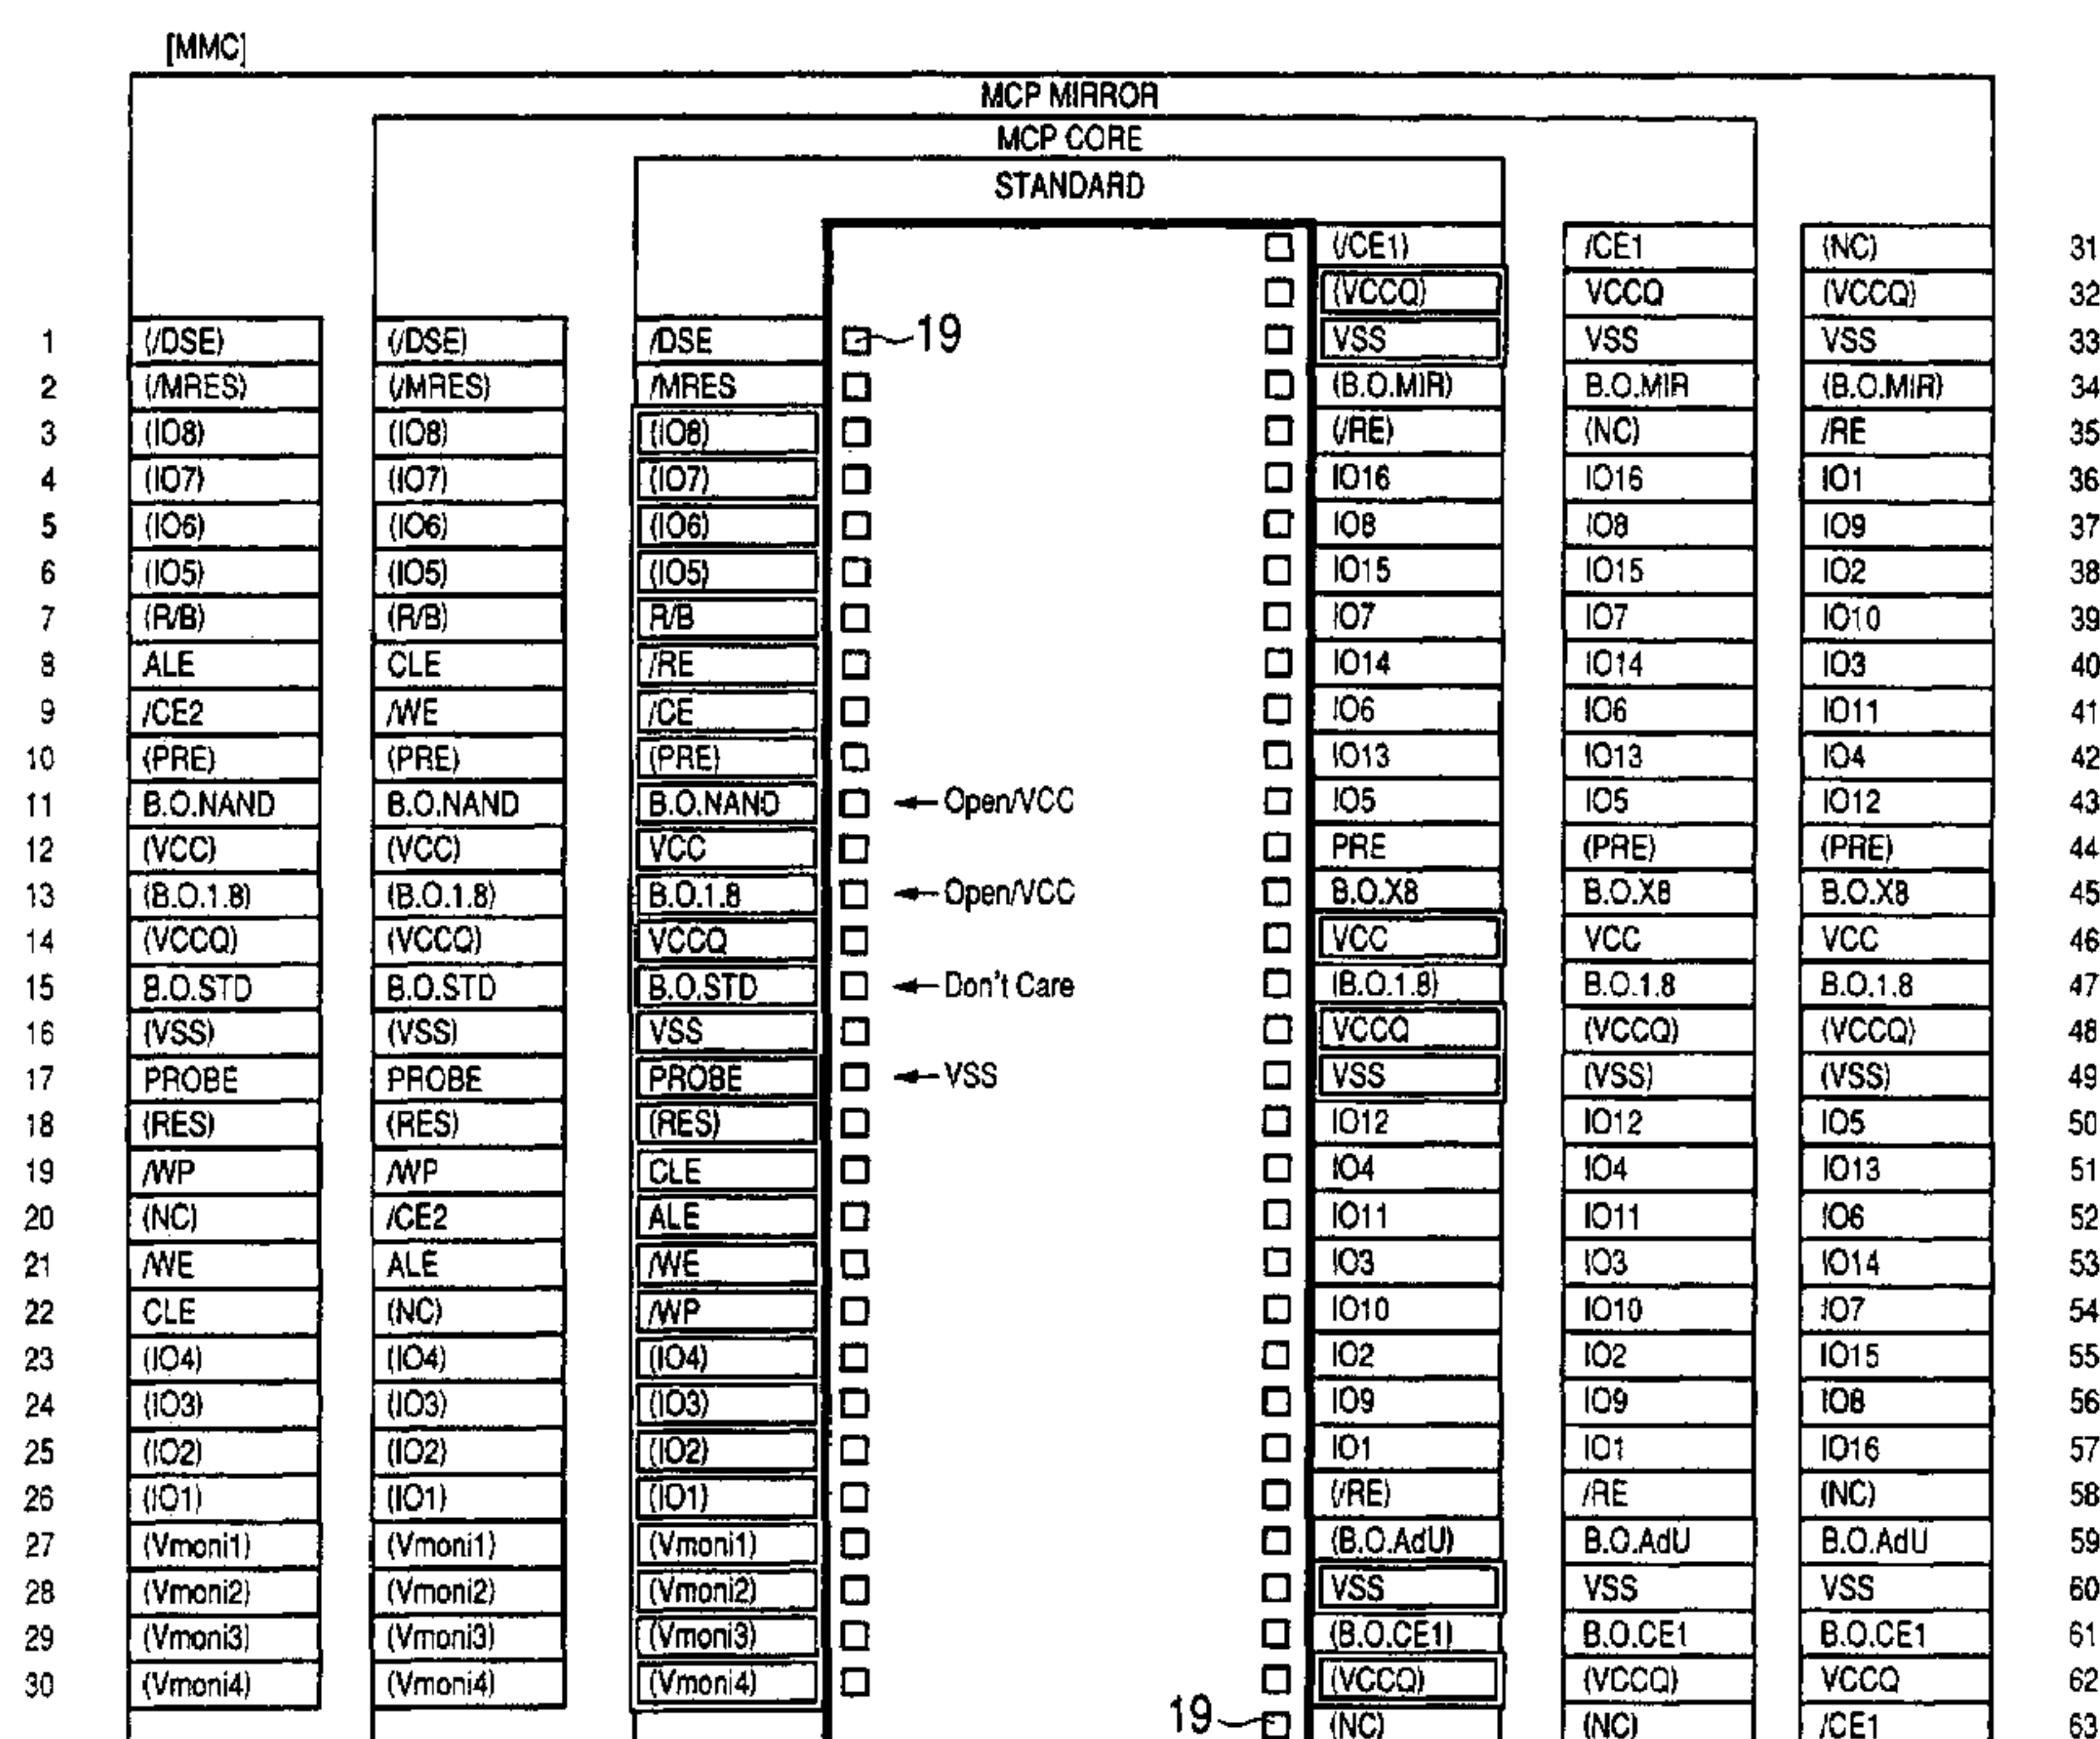 [MMC]
MCP MIRROR
MCP CORE
STANDARD
(/CE1) /CE1 (NC) 31
(VCCQ) VCCQ (VCCQ) 32
1 (/DSE) (/DSE) /DSE 19 VSS VSS VSS 33
2 (/MRES) (/MRES) /MRES (B.O.MIR) B.O.MIR (B.O.MIR) 34
3 (IO8) (IO8) (IO8) (/RE) (NC) /RE 35
4 (IO7) (IO7) (IO7) IO16 IO16 IO1 36
5 (IO6) (IO6) (IO6) IO8 IO8 IO9 37
6 (IO5) (IO5) (IO5) IO15 IO15 IO2 38
7 (R/B) (R/B) R/B IO7 IO7 IO10 39
8 ALE CLE /RE IO14 IO14 IO3 40
9 /CE2 /WE /CE IO6 IO6 IO11 41
10 (PRE) (PRE) (PRE) IO13 IO13 IO4 42
11 B.O.NAND B.O.NAND B.O.NAND Open/VCC IO5 IO5 IO12 43
12 (VCC) (VCC) VCC PRE (PRE) (PRE) 44
13 (B.O.1.8) (B.O.1.8) B.O.1.8 Open/VCC B.O.X8 B.O.X8 B.O.X8 45
14 (VCCQ) (VCCQ) VCCQ VCC VCC VCC 46
15 B.O.STD B.O.STD B.O.STD Don't Care (B.O.1.8) B.O.1.8 B.O.1.8 47
16 (VSS) (VSS) VSS VCCQ (VCCQ) (VCCQ) 48
17 PROBE PROBE PROBE VSS VSS (VSS) (VSS) 49
18 (RES) (RES) (RES) IO12 IO12 IO5 50
19 /WP /WP CLE IO4 IO4 IO13 51
20 (NC) /CE2 ALE IO11 IO11 IO6 52
21 /WE ALE /WE IO3 IO3 IO14 53
22 CLE (NC) /WP IO10 IO10 IO7 54
23 (IO4) (IO4) (IO4) IO2 IO2 IO15 55
24 (IO3) (IO3) (IO3) IO9 IO9 IO8 56
25 (IO2) (IO2) (IO2) IO1 IO1 IO16 57
26 (IO1) (IO1) (IO1) (/RE) /RE (NC) 58
27 (Vmoni1) (Vmoni1) (Vmoni1) (B.O.AdU) B.O.AdU B.O.AdU 59
28 (Vmoni2) (Vmoni2) (Vmoni2) VSS VSS VSS 60
29 (Vmoni3) (Vmoni3) (Vmoni3) (B.O.CE1) B.O.CE1 B.O.CE1 61
30 (Vmoni4) (Vmoni4) (Vmoni4) (VCCQ) (VCCQ) VCCQ 62
19 (NC) (NC) /CE1 63